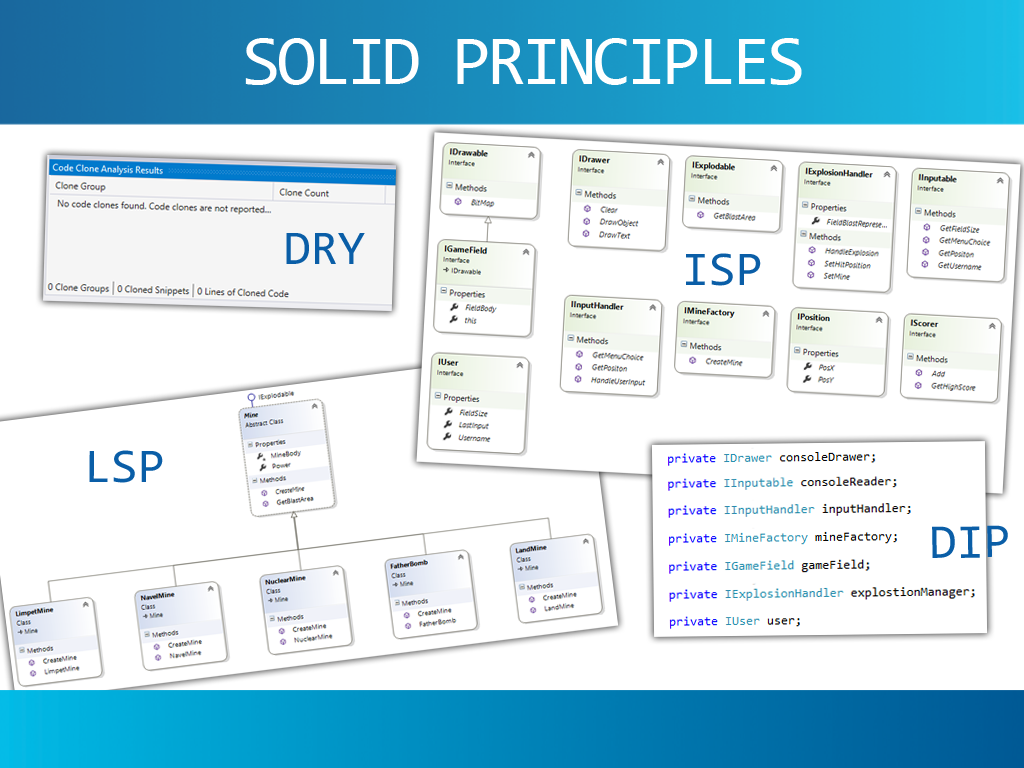 SOLID PRINCIPLES
Code Clone Analysis Results
Clone Group
Clone Count
No code clones found. Code clones are not reported...
DRY
0 Clone Groups
0 Cloned Snippets
0 Lines of Cloned Code
IDrawable
Interface
Methods
BitMap
IDrawer
Interface
Methods
Clear
DrawObject
DrawText
IExplodable
Interface
Methods
GetBlastArea
IExplosionHandler
Interface
Properties
FieldBlastReprese...
Methods
HandleExplosion
SetHitPosition
SetMine
IInputable
Interface
Methods
GetFieldSize
GetMenuChoice
GetPositon
GetUsername
ISP
IGameField
Interface
IDrawable
Properties
FieldBody
this
IInputHandler
Interface
Methods
GetMenuChoice
GetPositon
HandleUserInput
IMineFactory
Interface
Methods
CreateMine
IPosition
Interface
Properties
PosX
PosY
IScorer
Interface
Methods
Add
GetHighScore
IUser
Interface
Properties
FieldSize
LastInput
Username
LSP
IExplodable
Mine
Abstract Class
Properties
MineBody
Power
Methods
CreateMine
GetBlastArea
LimpetMine
Class
Mine
Methods
CreateMine
LimpetMine
NavelMine
Class
Mine
Methods
CreateMine
NavelMine
NuclearMine
Class
Mine
Methods
CreateMine
NuclearMine
FatherBomb
Class
Mine
Methods
CreateMine
FatherBomb
LandMine
Class
Mine
Methods
CreateMine
LandMine
private IDrawer consoleDrawer;
private IInputable consoleReader;
private IInputHandler inputHandler;
private IMineFactory mineFactory;
private IGameField gameField;
private IExplosionHandler explostionManager;
private IUser user;
DIP